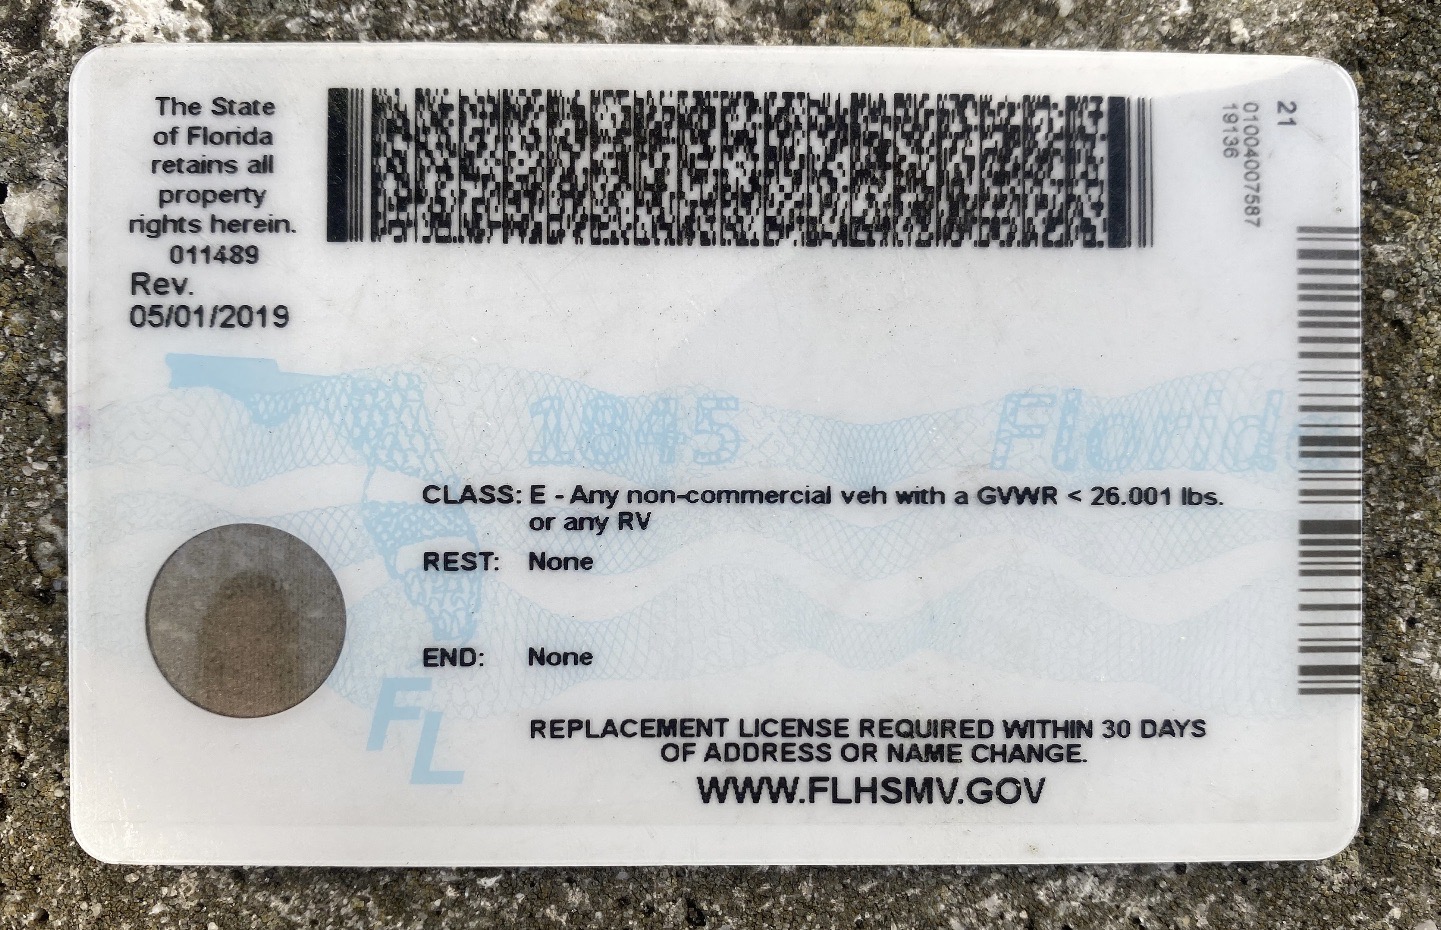 The State
of Florida
retains all
property
rights herein.
011489
Rev.
05/01/2019
21
01004007587
19136
1845
Florida
CLASS: E - Any non-commercial veh with a GVWR < 26.001 lbs.
or any RV
REST: None
END: None
FL
REPLACEMENT LICENSE REQUIRED WITHIN 30 DAYS
OF ADDRESS OR NAME CHANGE.
WWW.FLHSMV.GOV